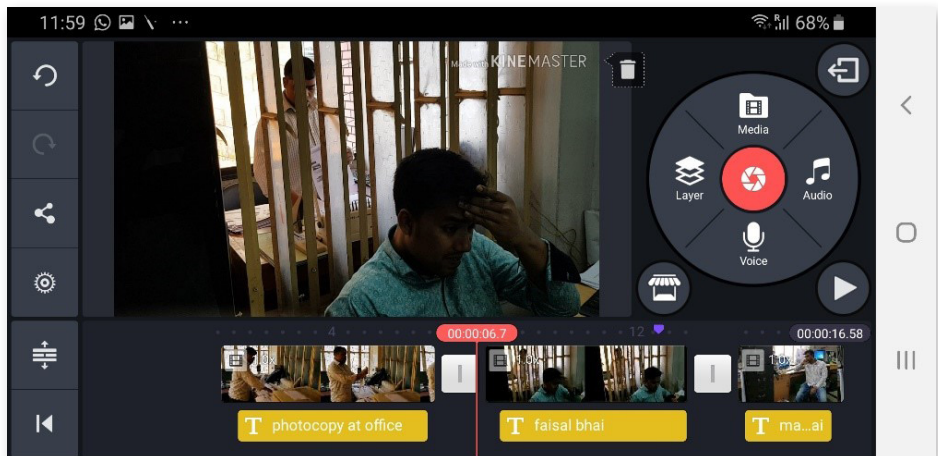 11:59
68%
Made with KINEMASTER
Media
Layer
Audio
Voice
4
00:00:06.7
12
00:00:16.58
1.0x
1.0x
1.0x
T photocopy at office
T faisal bhai
T ma...ai